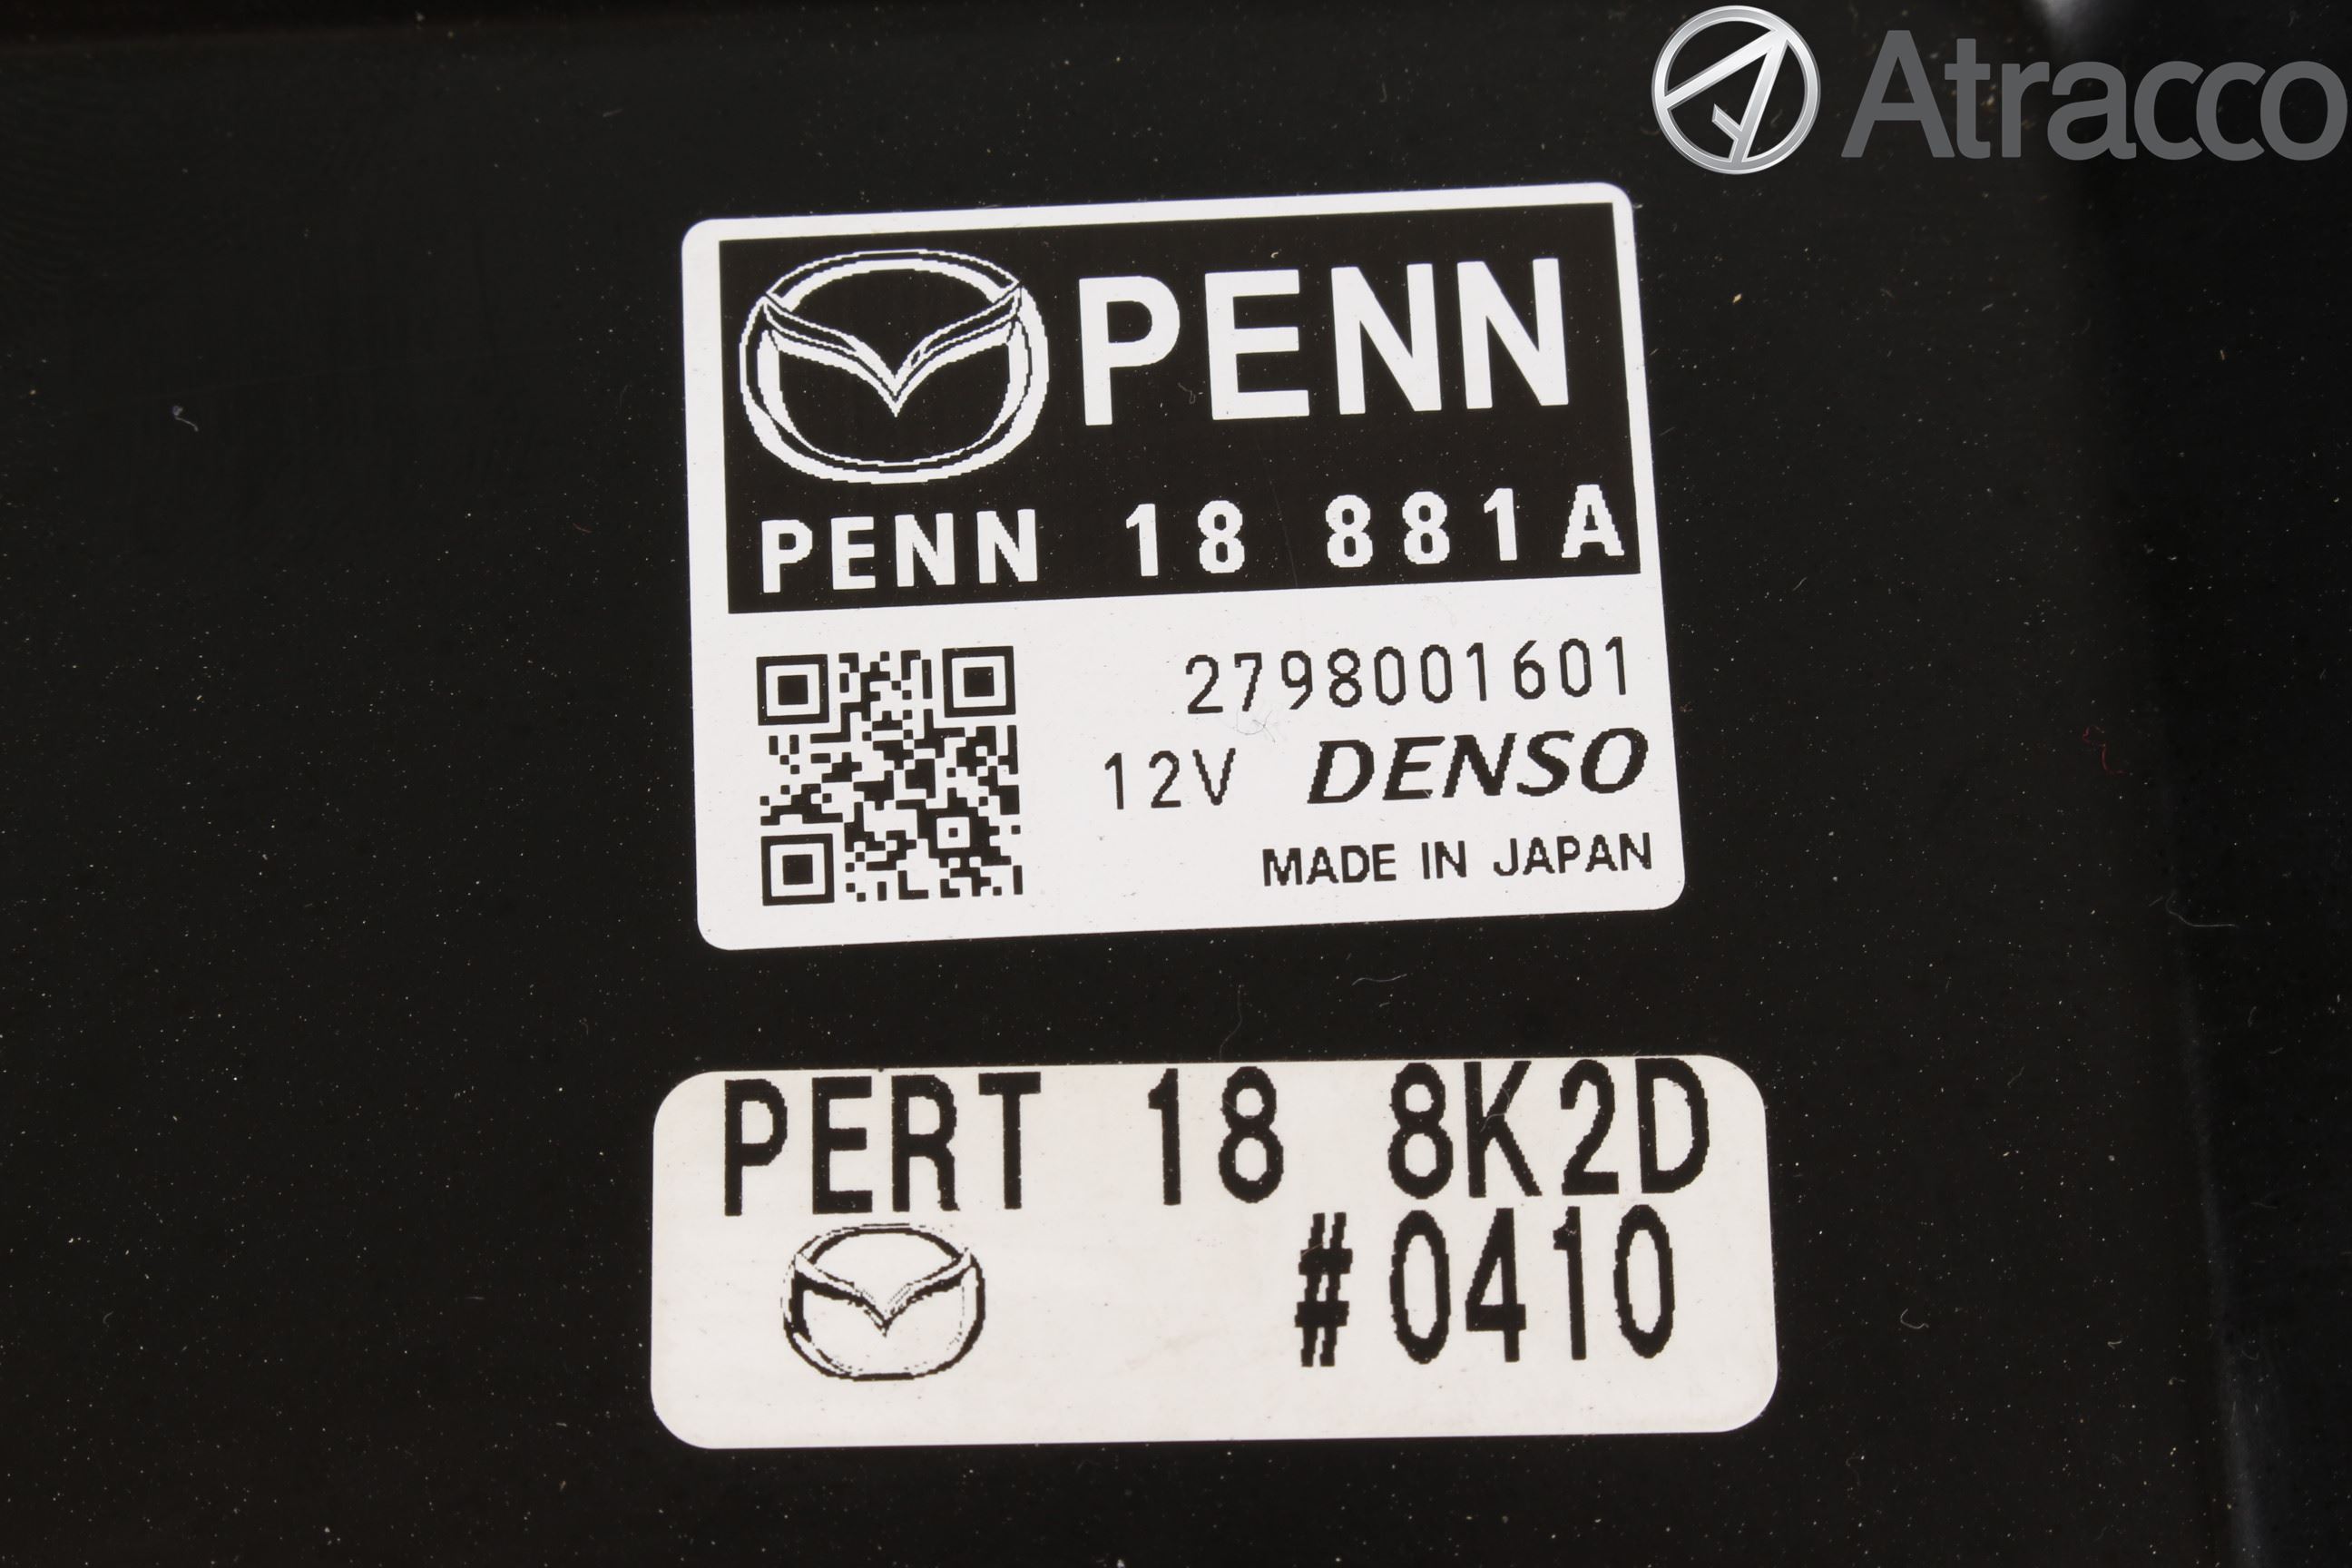 Atracco
PENN
PENN 18 881A
2798001601
12V DENSO
MADE IN JAPAN
PERT 18 8K2D
#0410